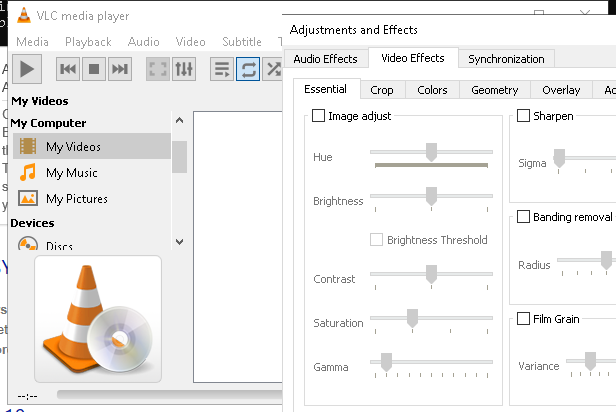 VLC media player
Media Playback Audio Video Subtitle T
My Videos
My Computer
My Videos
My Music
My Pictures
Devices
Discs
--:--
Adjustments and Effects
Audio Effects Video Effects Synchronization
Essential Crop Colors Geometry Overlay
Image adjust
Hue
Brightness
Brightness Threshold
Contrast
Saturation
Gamma
Sharpen
Sigma
Banding removal
Radius
Film Grain
Variance